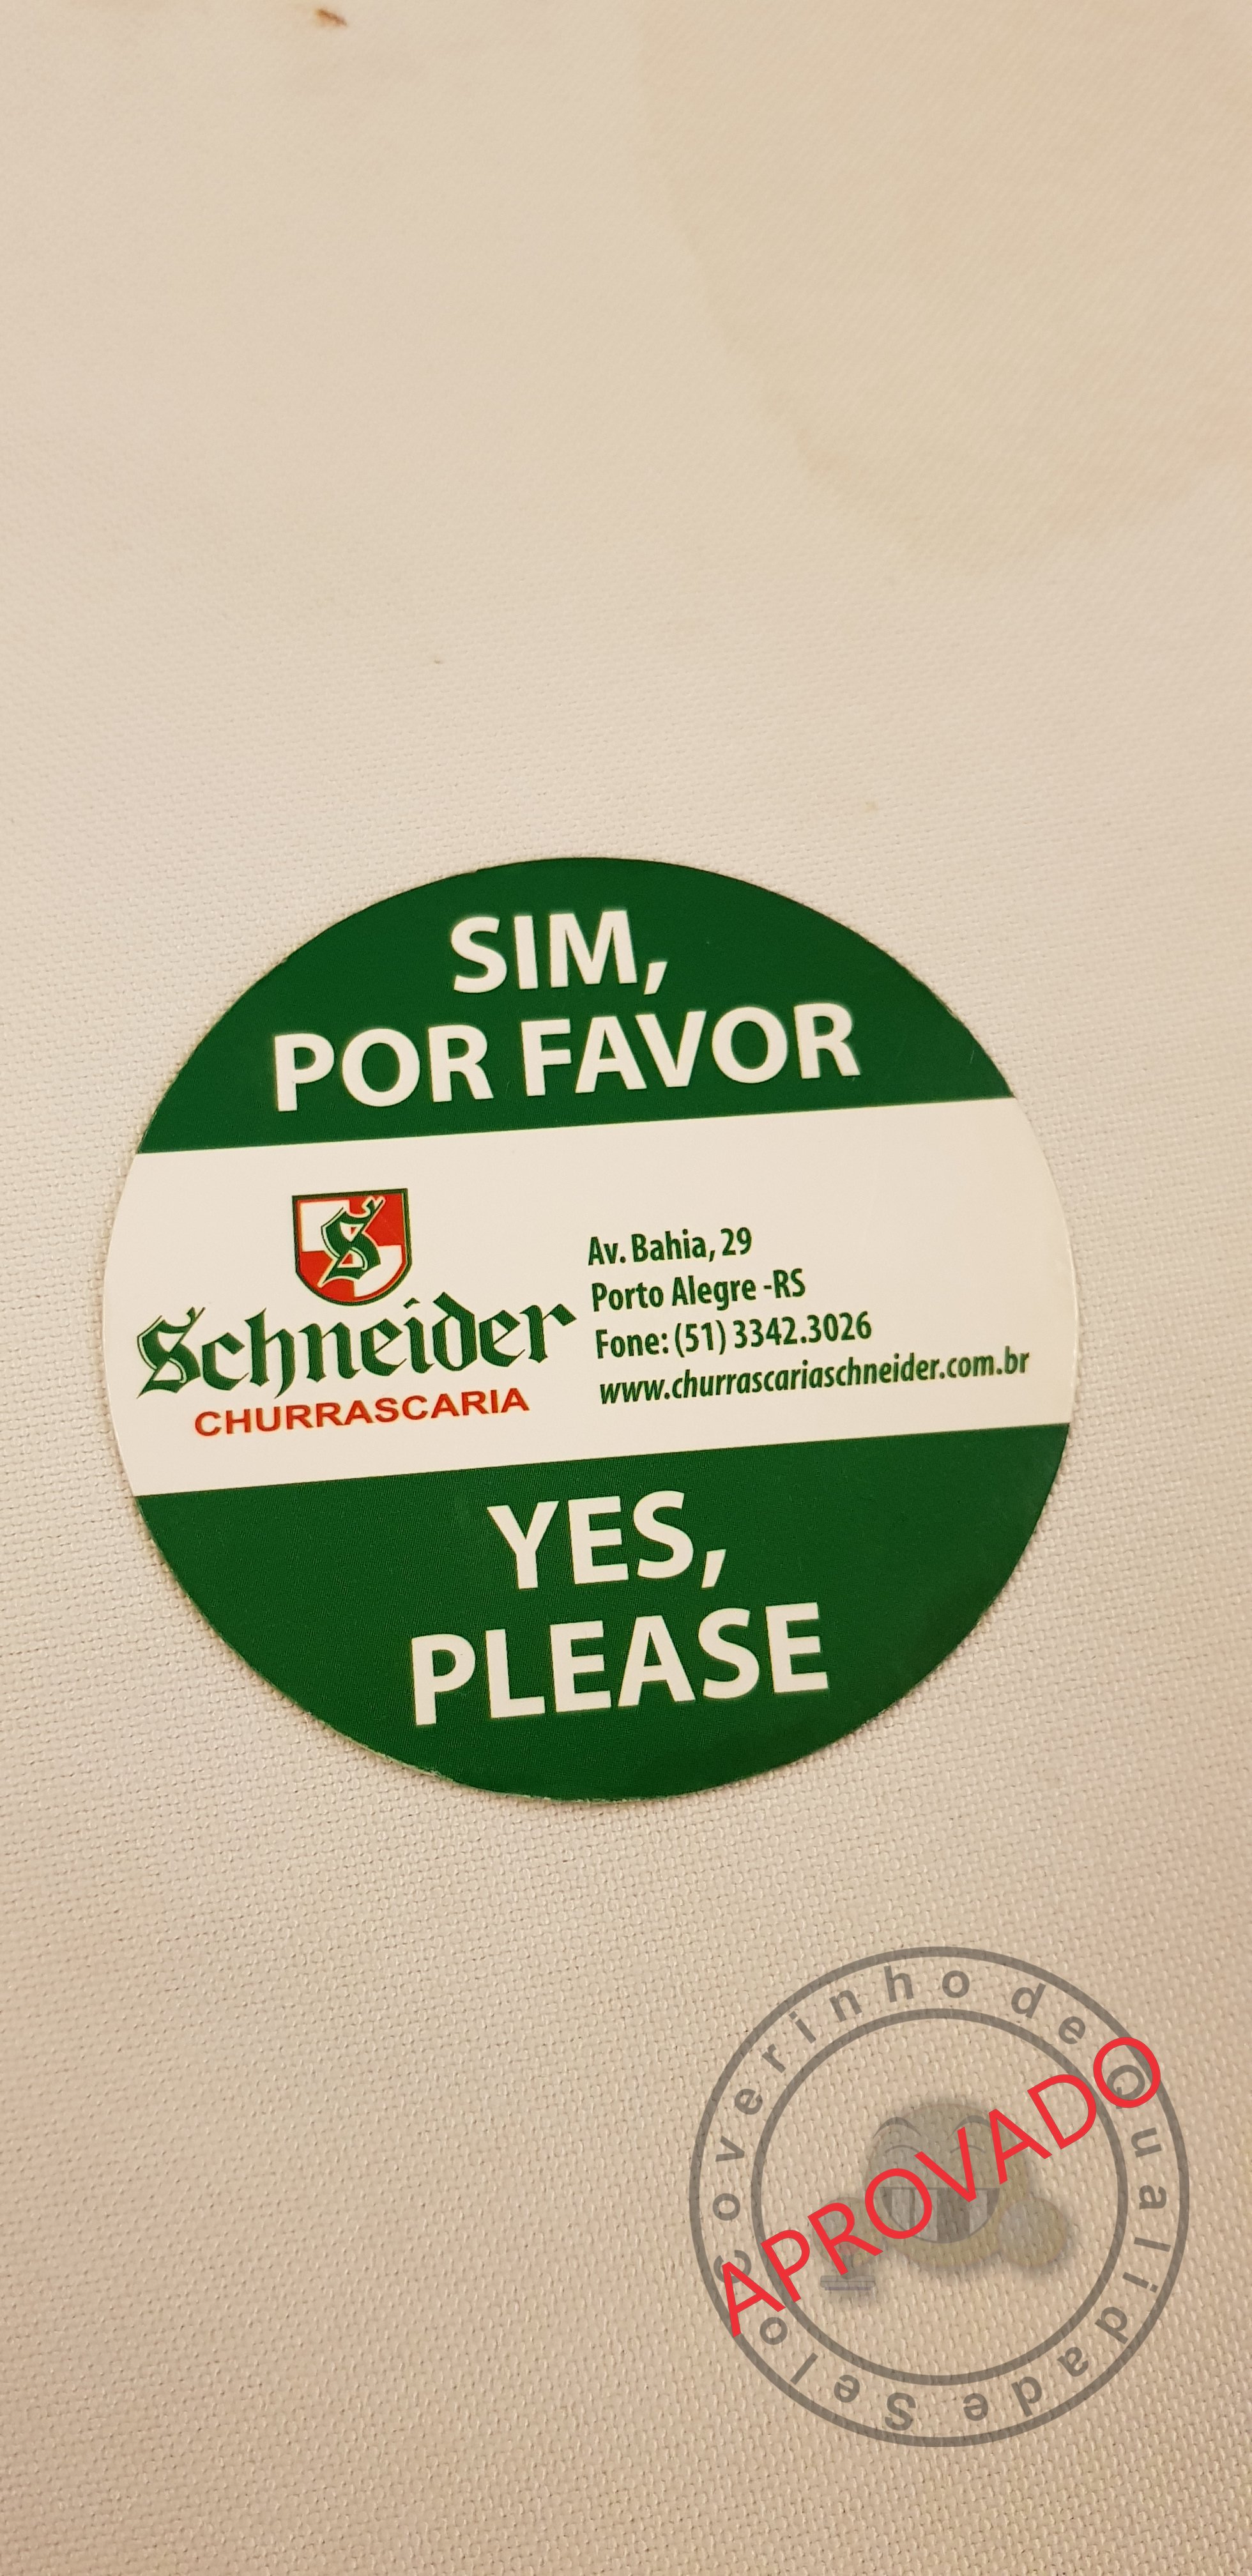 SIM,
POR FAVOR
S
Schneider
CHURRASCARIA
Av. Bahia, 29
Porto Alegre -RS
Fone: (51) 3342.3026
www.churrascariaschneider.com.br
YES,
PLEASE
Selo Coverinho de Qualidade
APROVADO